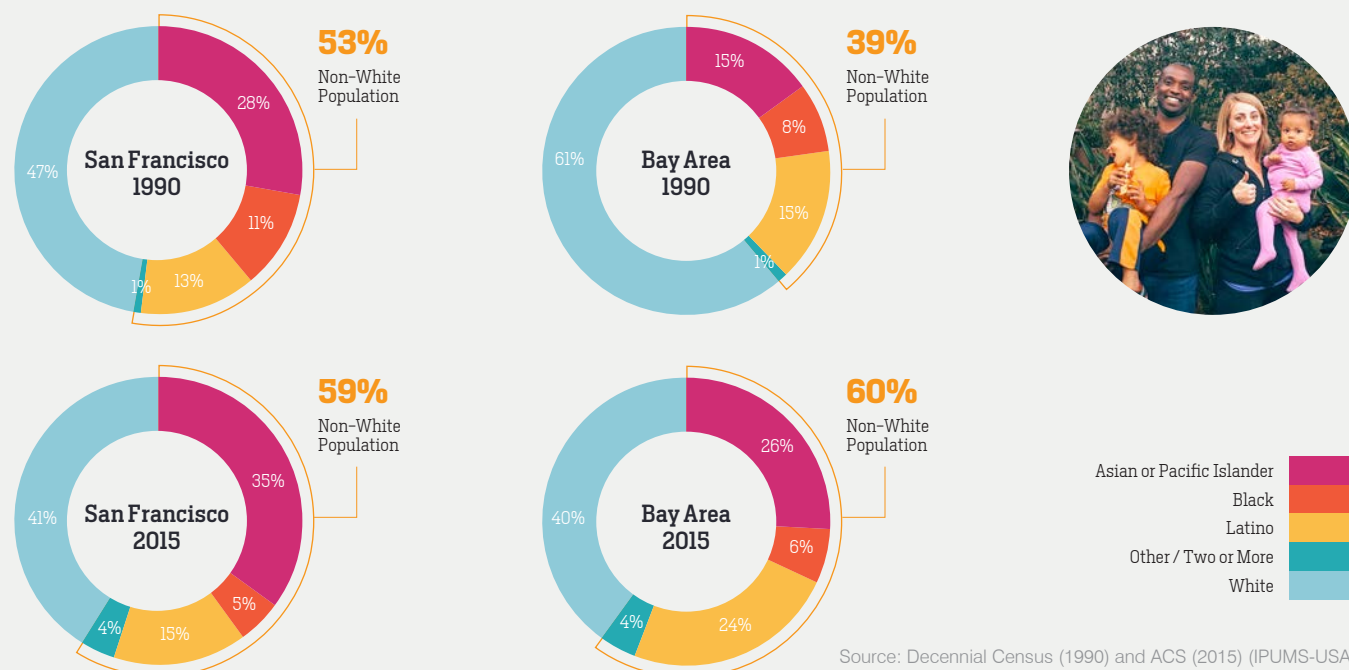 53%
Non-White
Population
28%
11%
13%
1%
47%
San Francisco
1990
39%
Non-White
Population
15%
8%
15%
1%
61%
Bay Area
1990
59%
Non-White
Population
35%
5%
15%
4%
41%
San Francisco
2015
60%
Non-White
Population
26%
6%
24%
4%
40%
Bay Area
2015
Asian or Pacific Islander
Black
Latino
Other / Two or More
White
Source: Decennial Census (1990) and ACS (2015) (IPUMS-USA